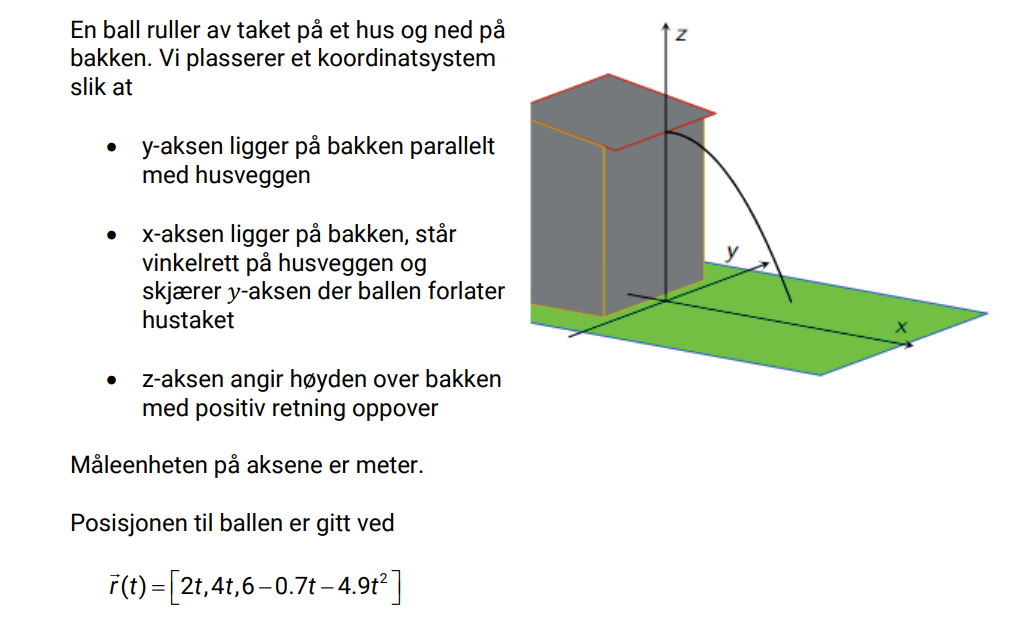 En ball ruller av taket på et hus og ned på
bakken. Vi plasserer et koordinatsystem
slik at
• y-aksen ligger på bakken parallelt
med husveggen
• x-aksen ligger på bakken, står
vinkelrett på husveggen og
skjærer y-aksen der ballen forlater
hustaket
• z-aksen angir høyden over bakken
med positiv retning oppover
Måleenheten på aksene er meter.
Posisjonen til ballen er gitt ved
r⃗(t) = [2t, 4t, 6 – 0.7t – 4.9t²]
z
y
x